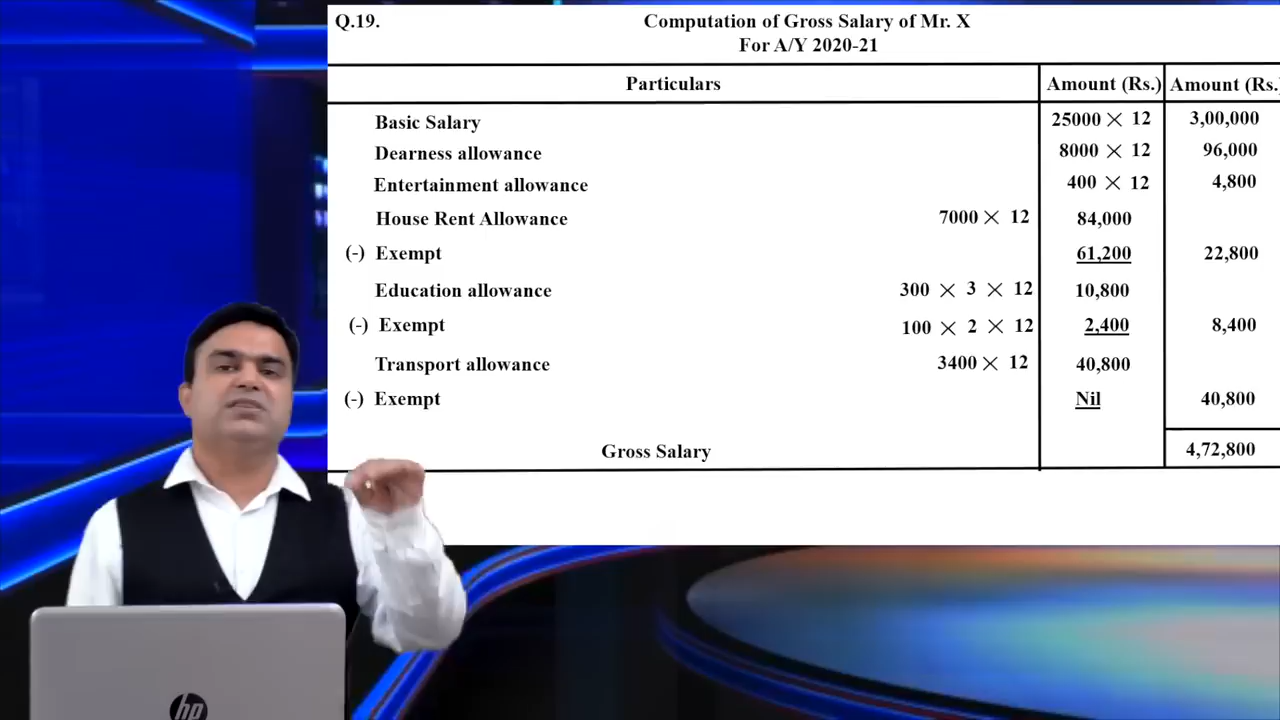 Q.19. Computation of Gross Salary of Mr. X
For A/Y 2020-21
Particulars Amount (Rs.) Amount (Rs.
Basic Salary 25000 × 12 3,00,000
Dearness allowance 8000 × 12 96,000
Entertainment allowance 400 × 12 4,800
House Rent Allowance 7000 × 12 84,000
(-) Exempt 61,200 22,800
Education allowance 300 × 3 × 12 10,800
(-) Exempt 100 × 2 × 12 2,400 8,400
Transport allowance 3400 × 12 40,800
(-) Exempt Nil 40,800
Gross Salary 4,72,800
hp